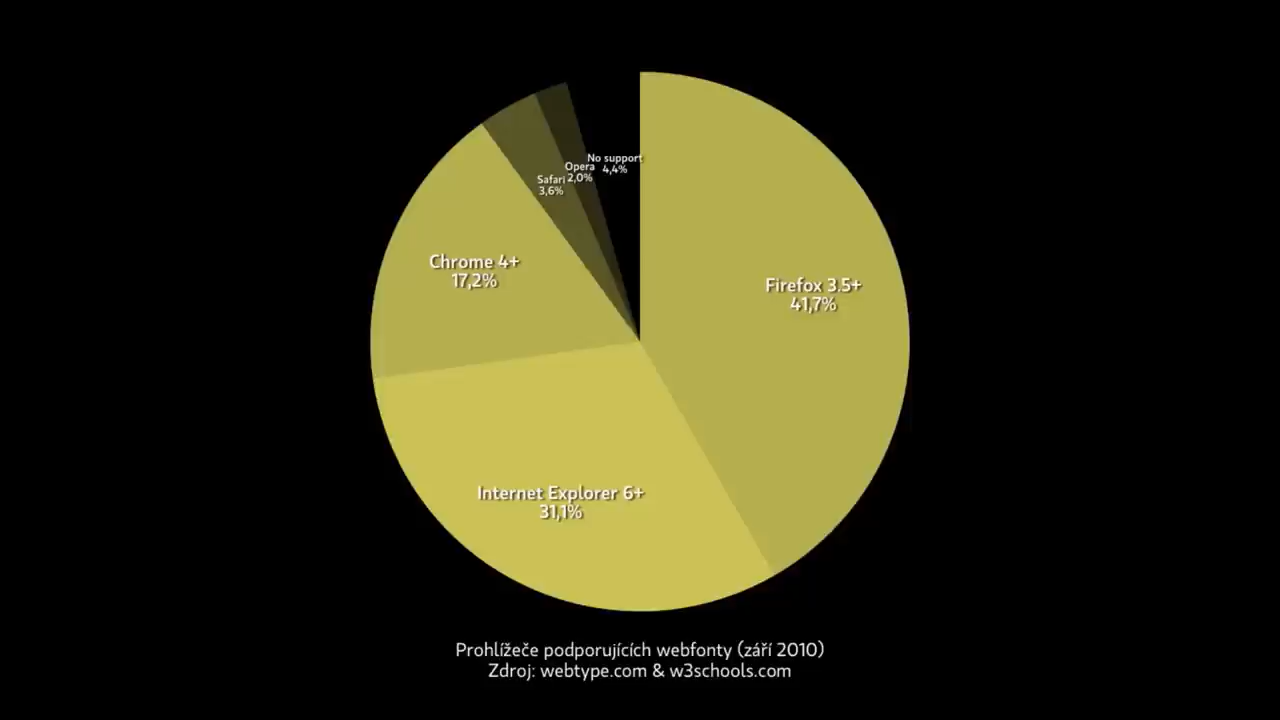 No support
4,4%
Opera
2,0%
Safari
3,6%
Chrome 4+
17,2%
Firefox 3.5+
41,7%
Internet Explorer 6+
31,1%
Prohlížeče podporujících webfonty (září 2010)
Zdroj: webtype.com & w3schools.com